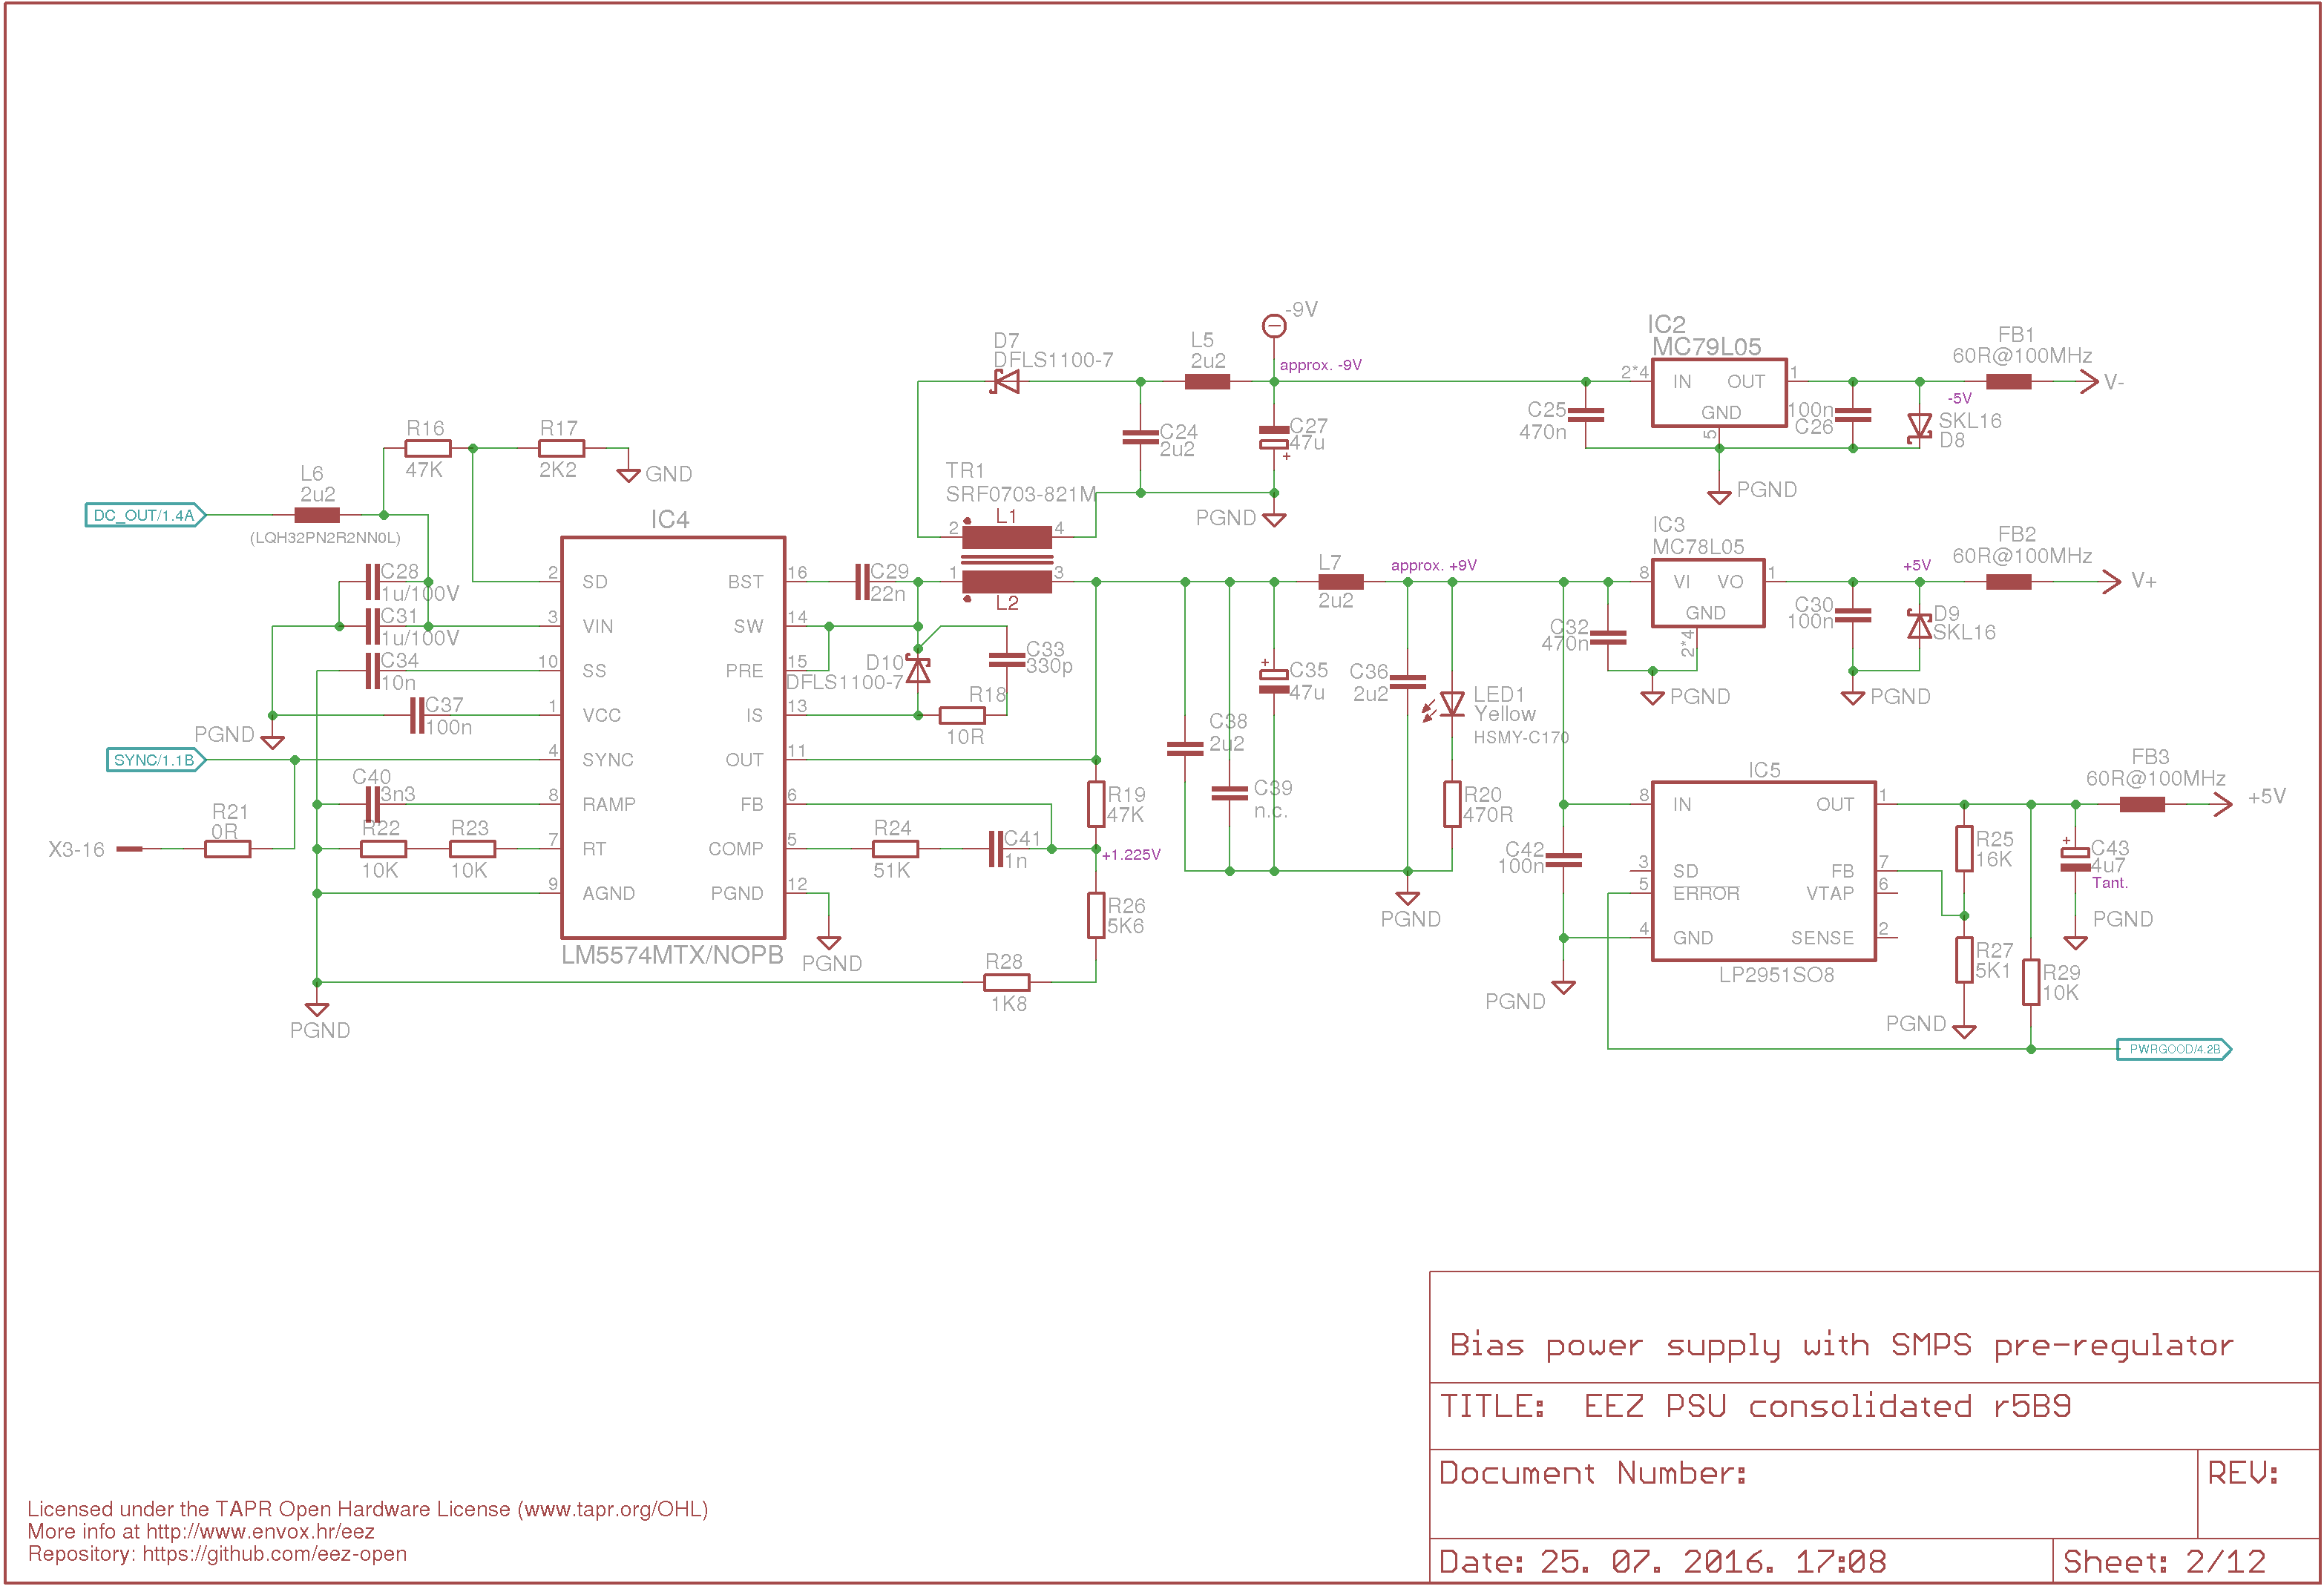 -9V
approx. -9V
D7
DFLS1100-7
L5
2u2
IC2
MC79L05
2*4
IN
OUT
1
GND
5
FB1
60R@100MHz
V-
-5V
C25
470n
100n
C26
SKL16
D8
PGND
C24
2u2
C27
47u
+
PGND
R16
47K
R17
2K2
GND
L6
2u2
DC_OUT/1.4A
(LQH32PN2R2NN0L)
TR1
SRF0703-821M
2
L1
4
1
3
L2
IC4
C28
1u/100V
C31
1u/100V
C34
10n
C37
100n
PGND
SYNC/1.1B
C40
3n3
R21
0R
X3-16
R22
10K
R23
10K
PGND
2
SD
3
VIN
10
SS
1
VCC
4
SYNC
8
RAMP
7
RT
9
AGND
BST
16
SW
14
PRE
15
IS
13
OUT
11
FB
6
COMP
5
PGND
12
LM5574MTX/NOPB
PGND
C29
22n
D10
DFLS1100-7
C33
330p
R18
10R
R24
51K
C41
1n
+1.225V
R19
47K
R26
5K6
R28
1K8
L7
2u2
approx. +9V
C38
2u2
C39
n.c.
+
C35
47u
C36
2u2
LED1
Yellow
HSMY-C170
R20
470R
PGND
IC3
MC78L05
8
VI
VO
1
GND
2*4
C32
470n
PGND
+5V
C30
100n
D9
SKL16
PGND
FB2
60R@100MHz
V+
IC5
8
IN
OUT
1
3
SD
FB
7
5
ERROR
VTAP
6
4
GND
SENSE
2
LP2951SO8
C42
100n
PGND
R25
16K
R27
5K1
PGND
R29
10K
FB3
60R@100MHz
+5V
+
C43
4u7
Tant.
PGND
PWRGOOD/4.2B
Bias power supply with SMPS pre-regulator
TITLE: EEZ PSU consolidated r5B9
Document Number:
REV:
Date: 25. 07. 2016. 17:08
Sheet: 2/12
Licensed under the TAPR Open Hardware License (www.tapr.org/OHL)
More info at http://www.envox.hr/eez
Repository: https://github.com/eez-open